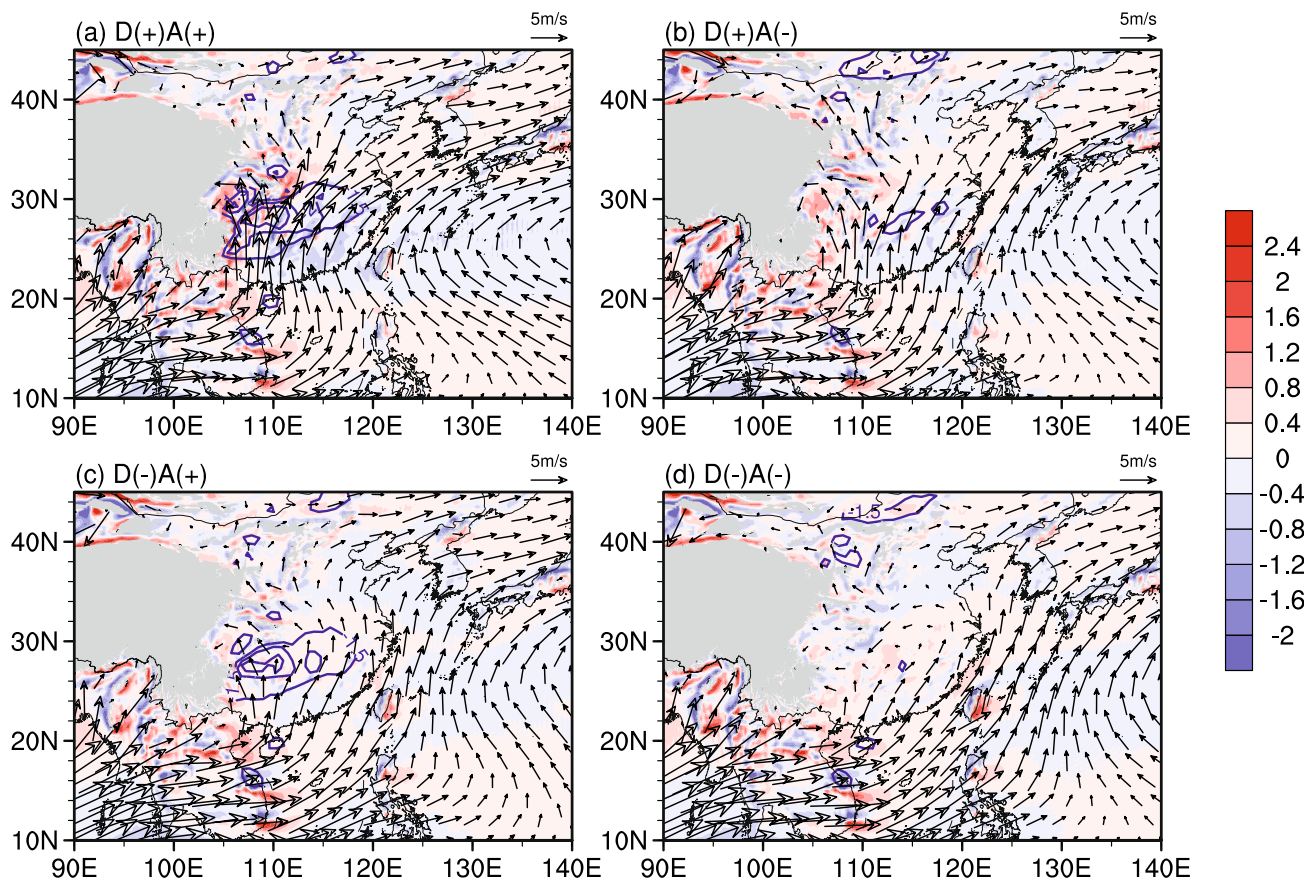 (a) D(+)A(+)
5m/s
(b) D(+)A(-)
5m/s
40N
30N
20N
10N
90E 100E 110E 120E 130E 140E
40N
30N
20N
10N
90E 100E 110E 120E 130E 140E
(c) D(-)A(+)
5m/s
(d) D(-)A(-)
5m/s
40N
30N
20N
10N
90E 100E 110E 120E 130E 140E
-1.5
40N
30N
20N
10N
90E 100E 110E 120E 130E 140E
2.4
2
1.6
1.2
0.8
0.4
0
-0.4
-0.8
-1.2
-1.6
-2